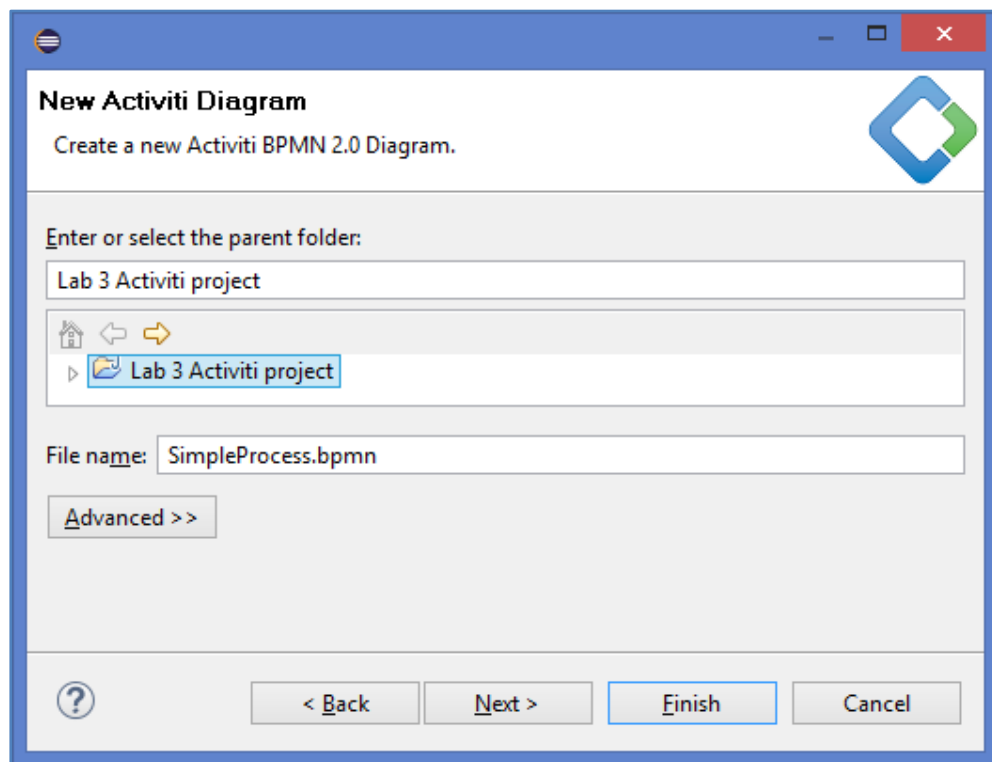 New Activiti Diagram
Create a new Activiti BPMN 2.0 Diagram.
Enter or select the parent folder:
Lab 3 Activiti project
Lab 3 Activiti project
File name: SimpleProcess.bpmn
Advanced >>
? < Back Next > Finish Cancel